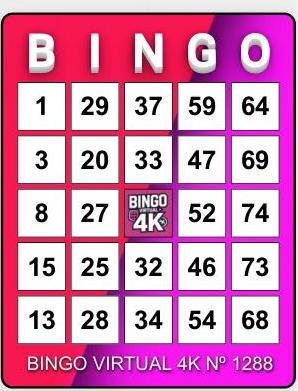 B I N G O
1 29 37 59 64
3 20 33 47 69
8 27 BINGO VIRTUAL 4K 52 74
15 25 32 46 73
13 28 34 54 68
BINGO VIRTUAL 4K Nº 1288